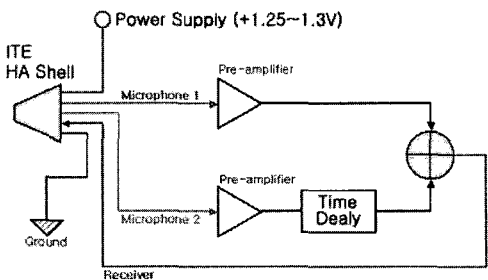 Power Supply (+1.25~1.3V)
ITE
HA Shell
Pre-amplifier
Microphone 1
Pre-amplifier
Time
Dealy
Microphone 2
Ground
Receiver